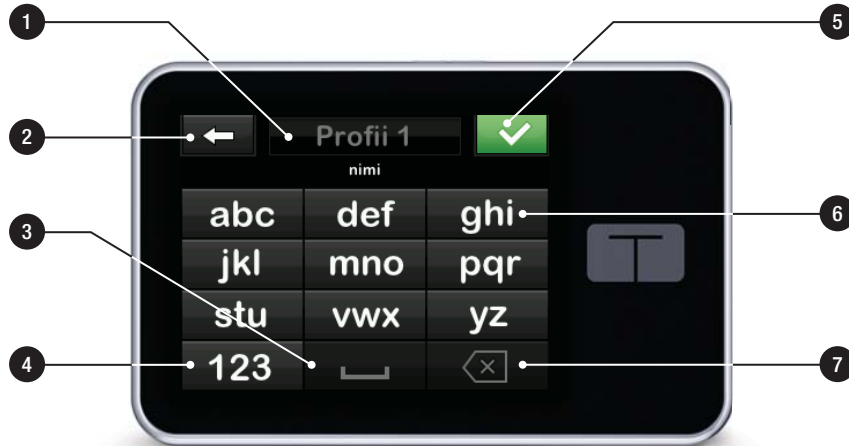 1 5
2 Profii 1
nimi
abc def ghi 6
3 jkl mno pqr
stu vwx yz
4 123 7